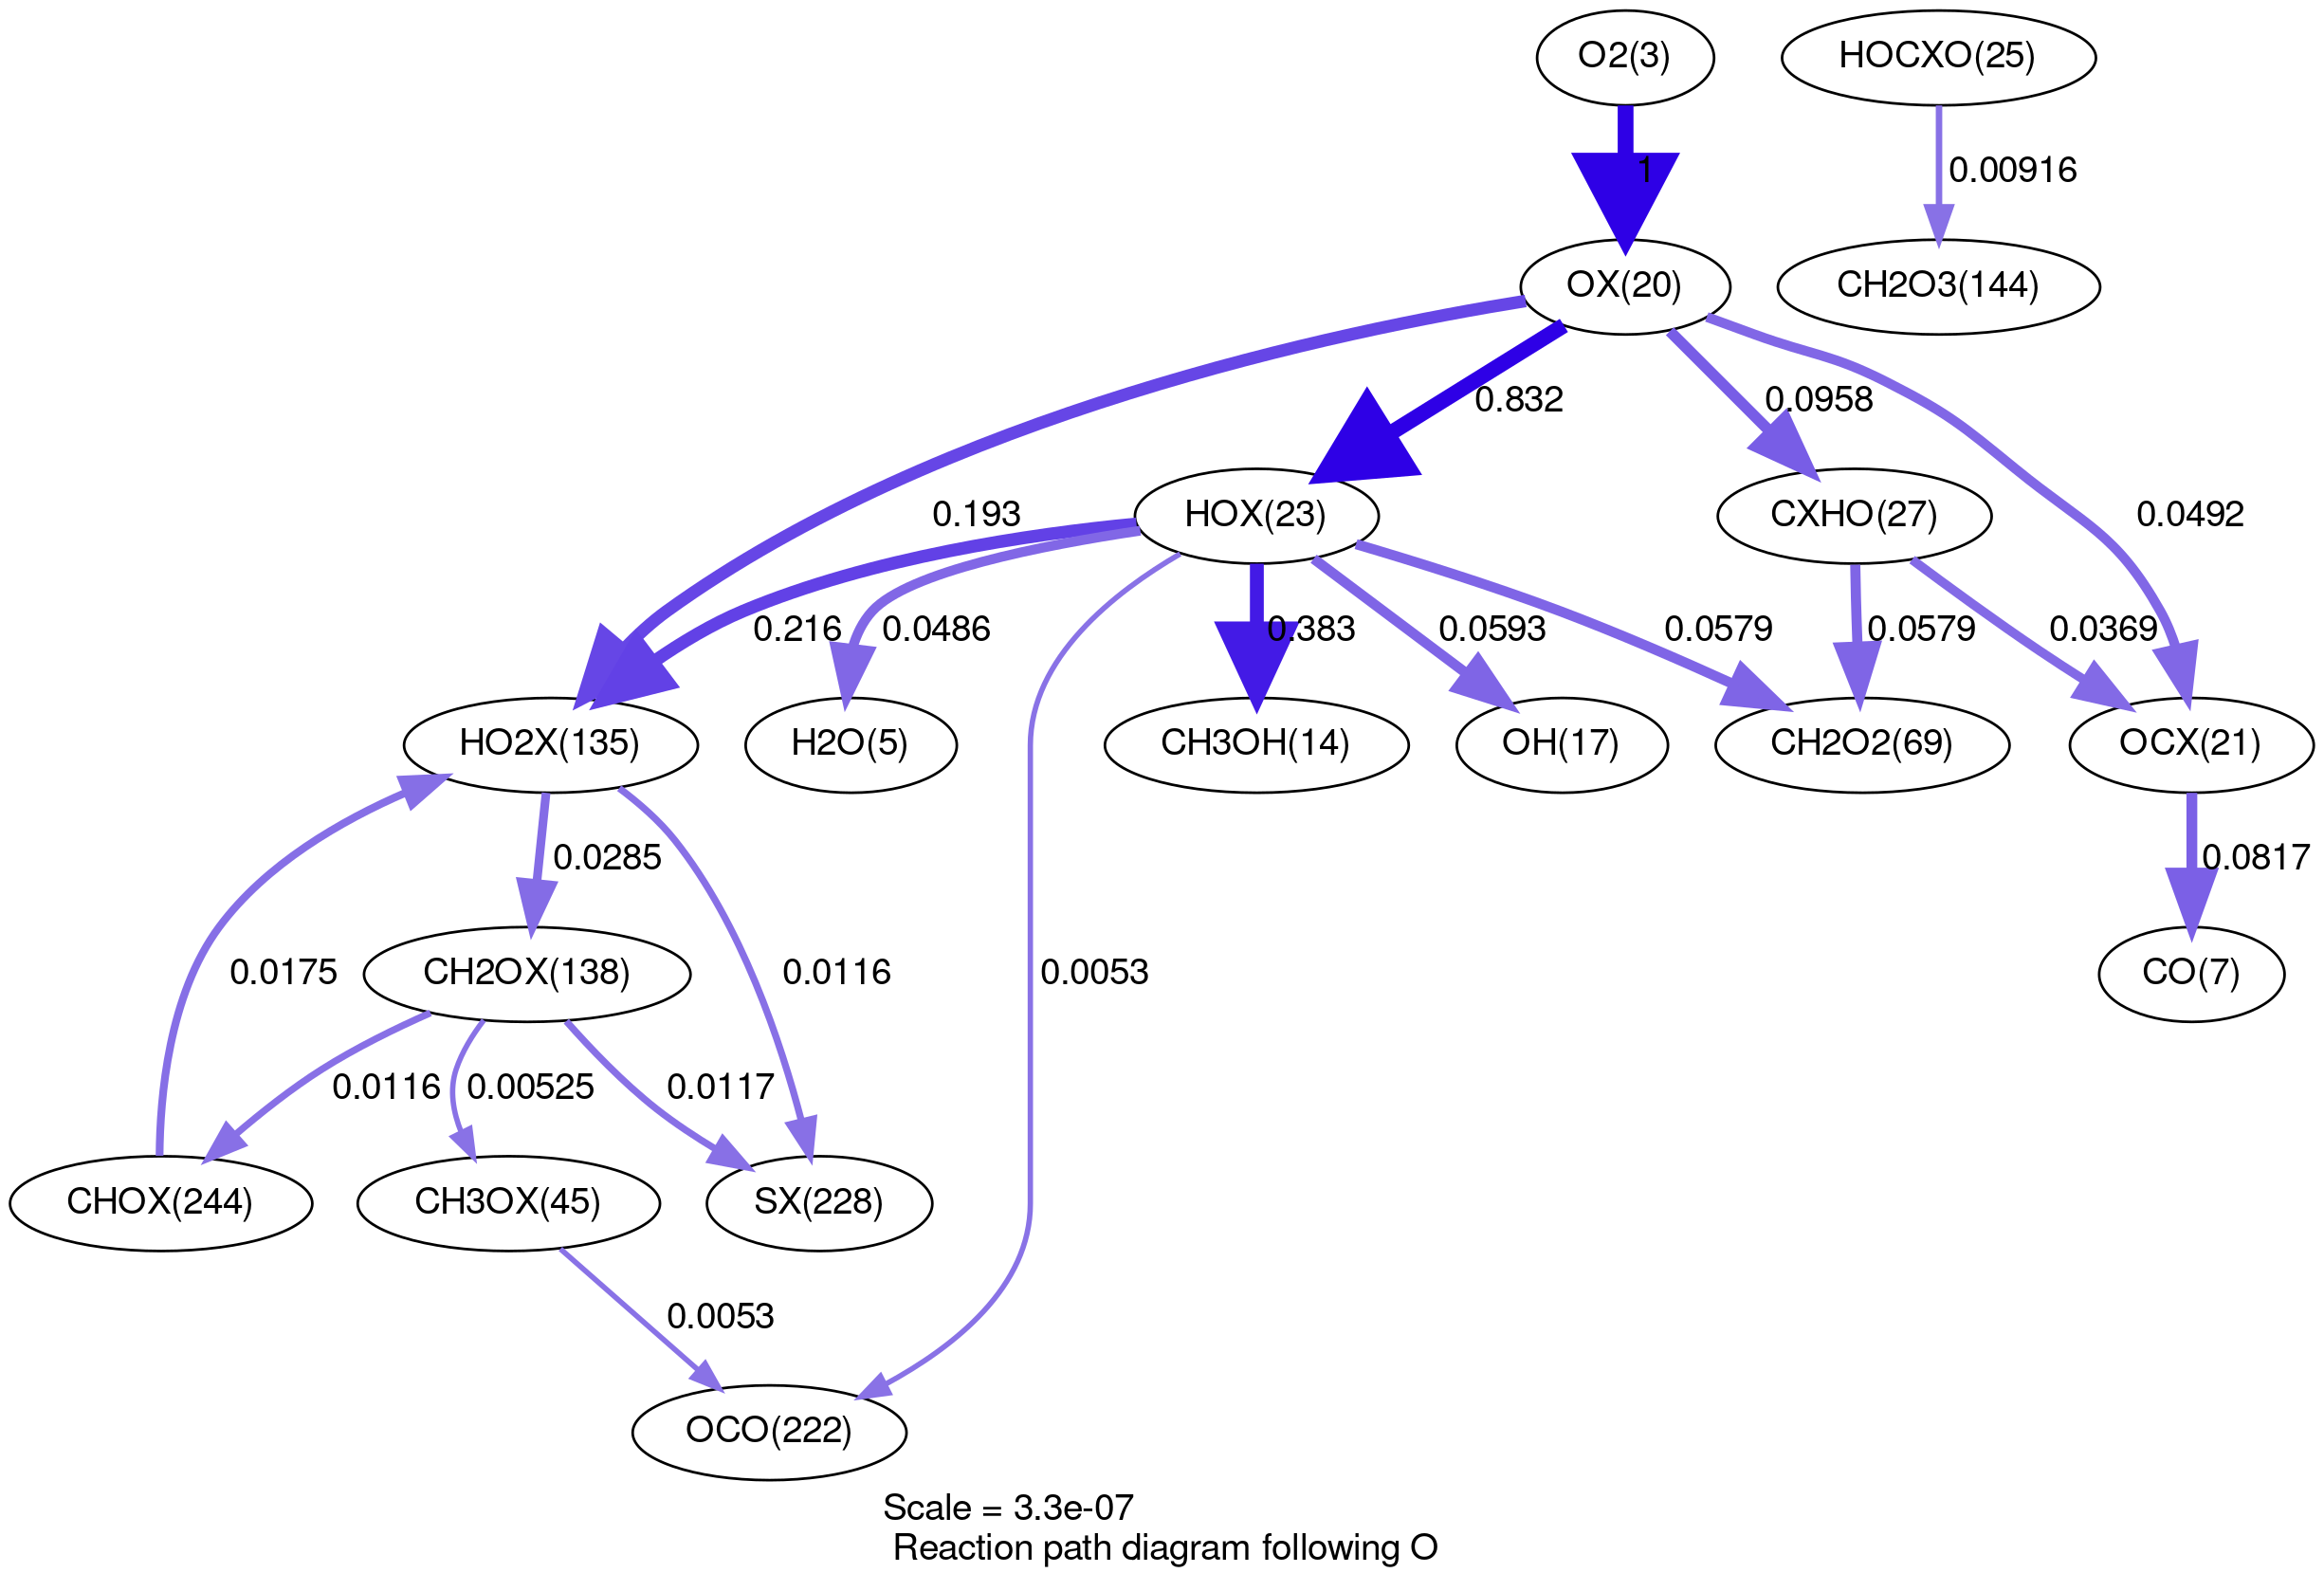 O2(3)
HOCXO(25)
1
0.00916
OX(20)
CH2O3(144)
0.832
0.0958
0.193
HOX(23)
CXHO(27)
0.0492
0.216
0.0486
0.383
0.0593
0.0579
0.0579
0.0369
HO2X(135)
H2O(5)
CH3OH(14)
OH(17)
CH2O2(69)
OCX(21)
0.0285
0.0817
0.0175
CH2OX(138)
0.0116
0.0053
CO(7)
0.0116
0.00525
0.0117
CHOX(244)
CH3OX(45)
SX(228)
0.0053
OCO(222)
Scale = 3.3e-07
Reaction path diagram following O